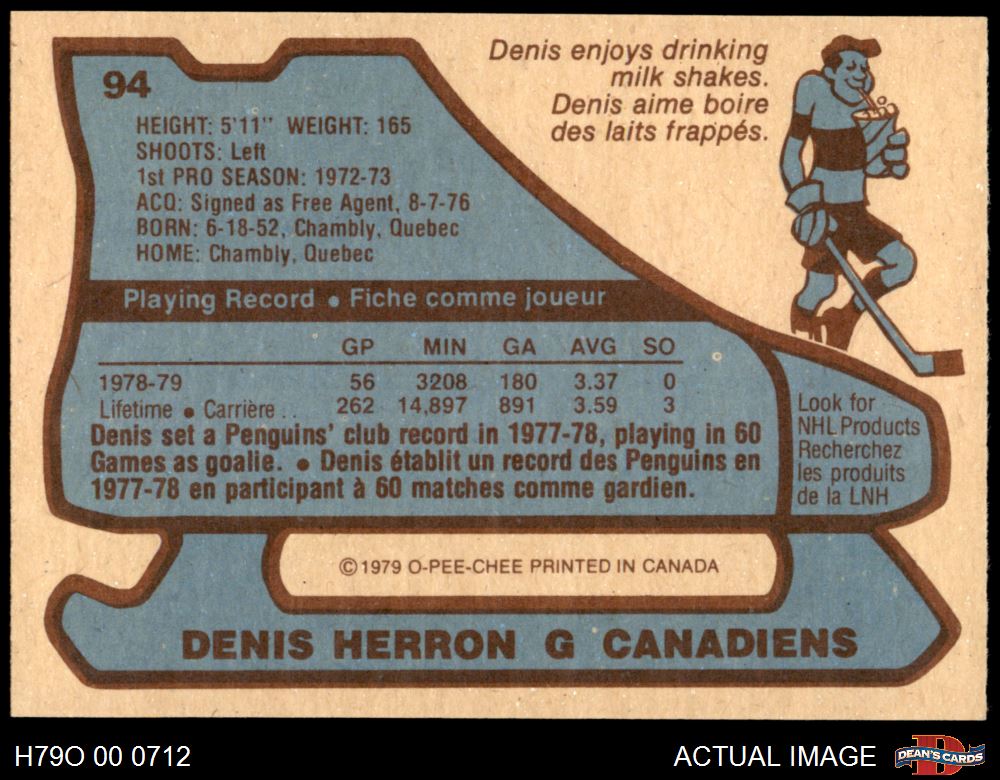 94
Denis enjoys drinking
milk shakes.
Denis aime boire
des laits frappés.
HEIGHT: 5'11" WEIGHT: 165
SHOOTS: Left
1st PRO SEASON: 1972-73
ACQ: Signed as Free Agent, 8-7-76
BORN: 6-18-52, Chambly, Quebec
HOME: Chambly, Quebec
Playing Record • Fiche comme joueur
GP MIN GA AVG SO
1978-79 56 3208 180 3.37 0
Lifetime • Carrière .. 262 14,897 891 3.59 3
Denis set a Penguins' club record in 1977-78, playing in 60
Games as goalie. • Denis établit un record des Penguins en
1977-78 en participant à 60 matches comme gardien.
Look for
NHL Products
Recherchez
les produits
de la LNH
©1979 O-PEE-CHEE PRINTED IN CANADA
DENIS HERRON G CANADIENS
H79O 00 0712
ACTUAL IMAGE
D
DEAN'S CARDS